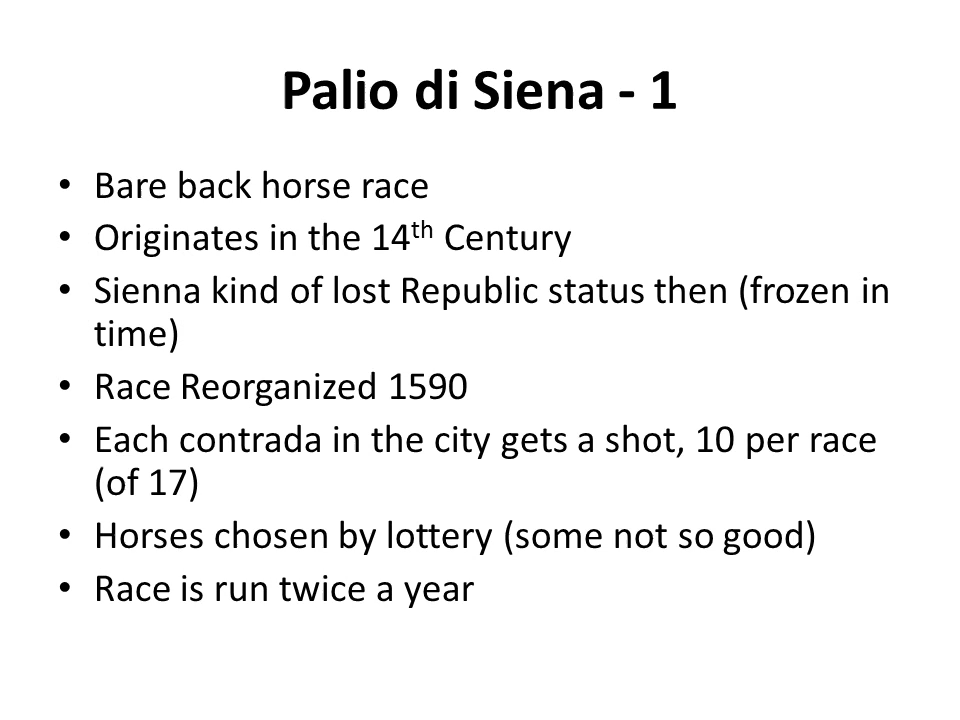 Palio di Siena - 1
• Bare back horse race
• Originates in the 14th Century
• Sienna kind of lost Republic status then (frozen in
time)
• Race Reorganized 1590
• Each contrada in the city gets a shot, 10 per race
(of 17)
• Horses chosen by lottery (some not so good)
• Race is run twice a year